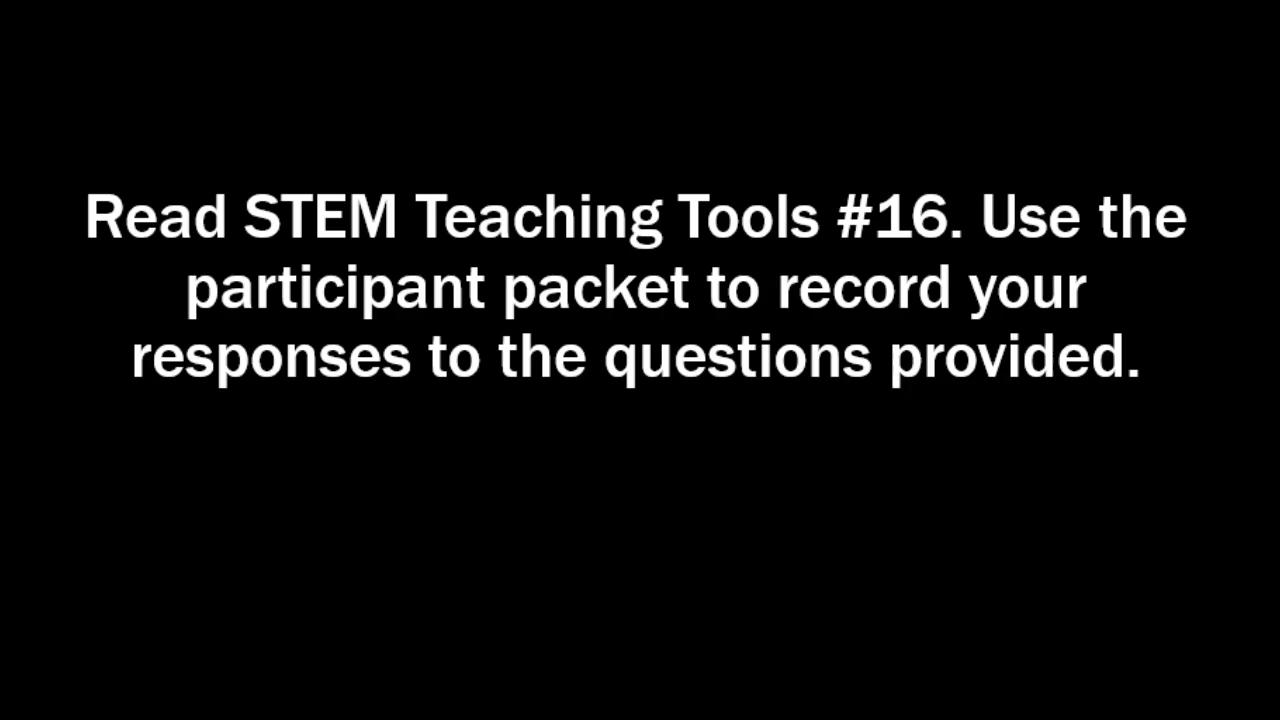 Read STEM Teaching Tools #16. Use the
participant packet to record your
responses to the questions provided.